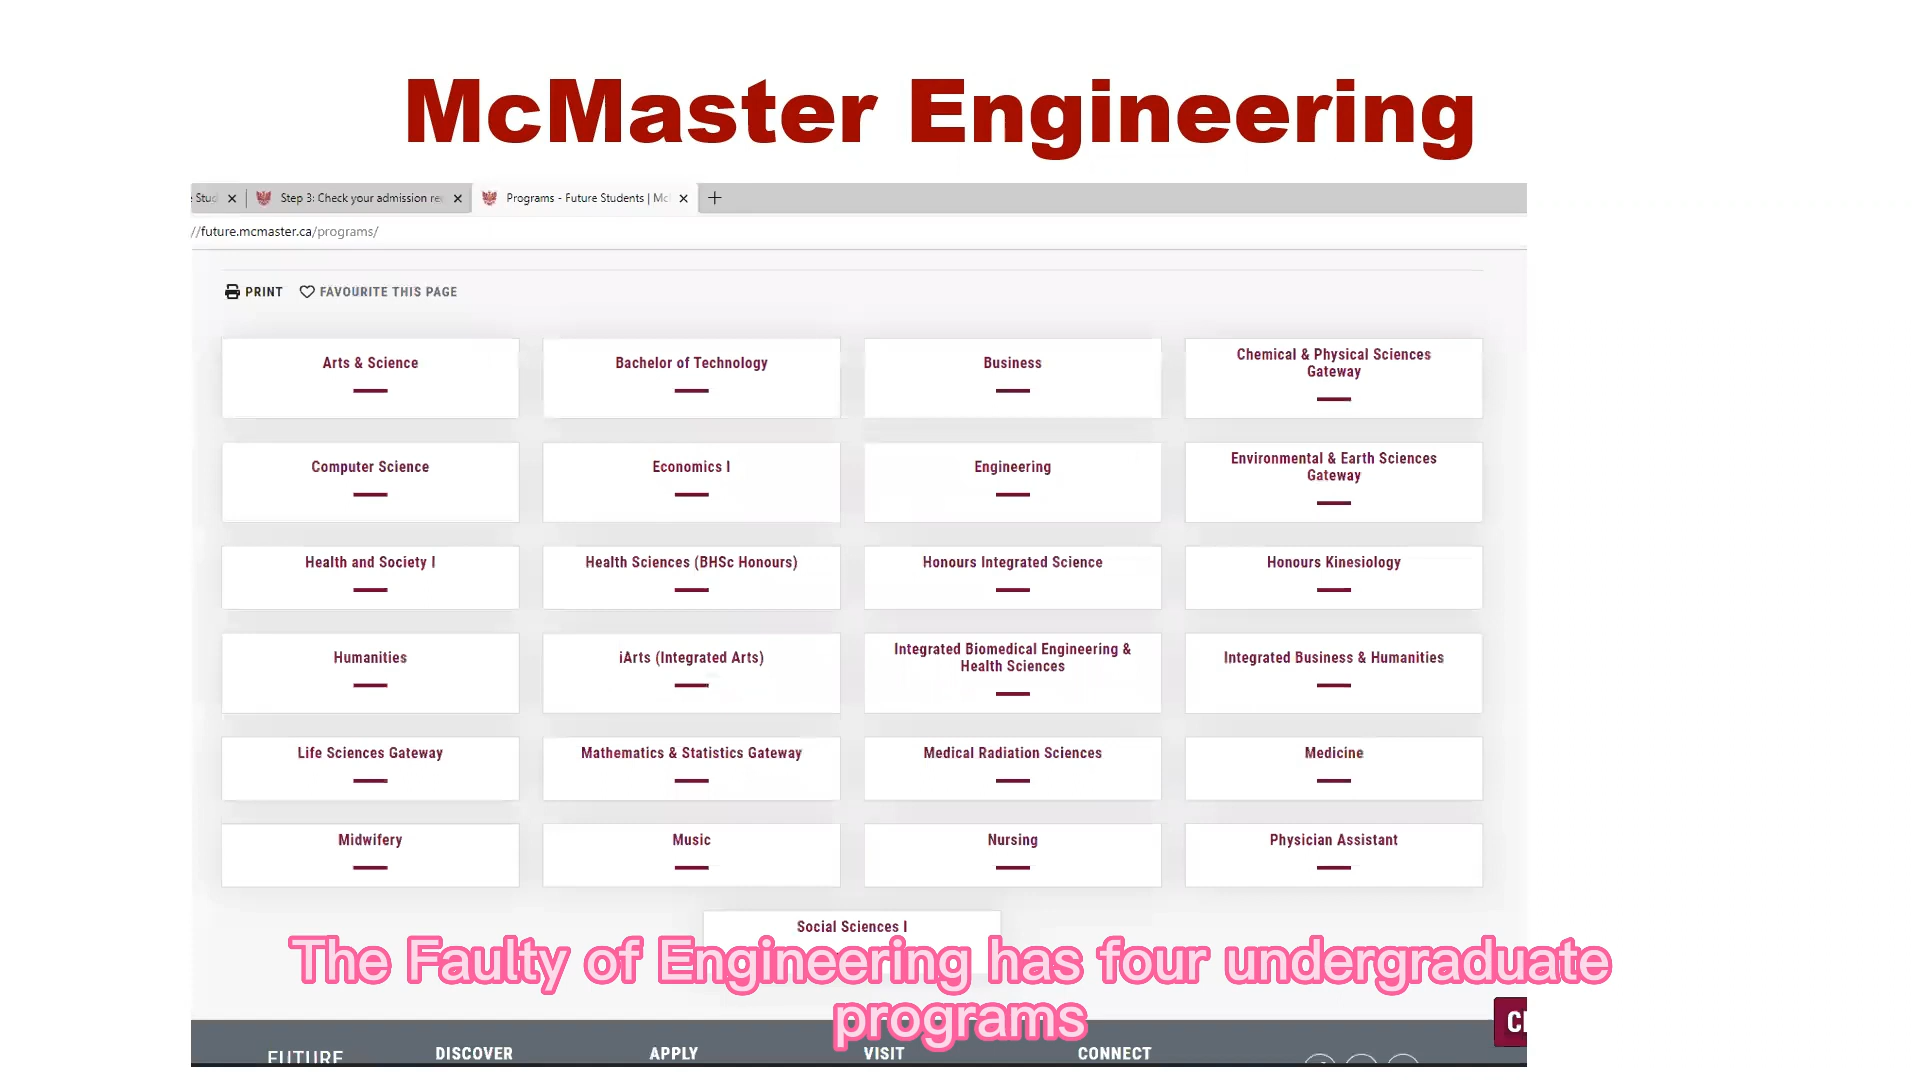 McMaster Engineering
Stud
Step 3: Check your admission re
Programs - Future Students | Mc
//future.mcmaster.ca/programs/
PRINT FAVOURITE THIS PAGE
Arts & Science
Bachelor of Technology
Business
Chemical & Physical Sciences
Gateway
Computer Science
Economics I
Engineering
Environmental & Earth Sciences
Gateway
Health and Society I
Health Sciences (BHSc Honours)
Honours Integrated Science
Honours Kinesiology
Humanities
iArts (Integrated Arts)
Integrated Biomedical Engineering &
Health Sciences
Integrated Business & Humanities
Life Sciences Gateway
Mathematics & Statistics Gateway
Medical Radiation Sciences
Medicine
Midwifery
Music
Nursing
Physician Assistant
Social Sciences I
The Faulty of Engineering has four undergraduate
programs
FUTURE
DISCOVER
APPLY
VISIT
CONNECT